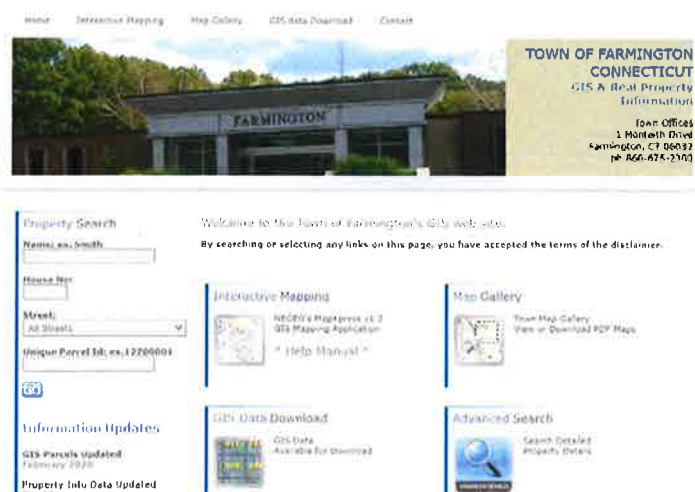 Home Interactive Mapping Map Gallery GIS data Download Contact
FARMINGTON
TOWN OF FARMINGTON
CONNECTICUT
GIS & Real Property
Information
Town Offices
1 Monteith Drive
Farmington, CT 06032
ph 860-675-2300
Property Search
Name; ex. Smith
House No:
Street:
All Streets
Unique Parcel Id; ex.12200001
Go
Information Updates
GIS Parcels Updated
February 2020
Property Info Data Updated
Welcome to the Town of Farmington's GIS web site.
By searching or selecting any links on this page, you have accepted the terms of the disclaimer.
Interactive Mapping
NEGEO's MapXpress v1.2
GIS Mapping Application
* Help Manual *
Map Gallery
Town Map Gallery
View or Download PDF Maps
GIS Data Download
GIS Data
Available for Download
Advanced Search
Search Detailed
Property Details